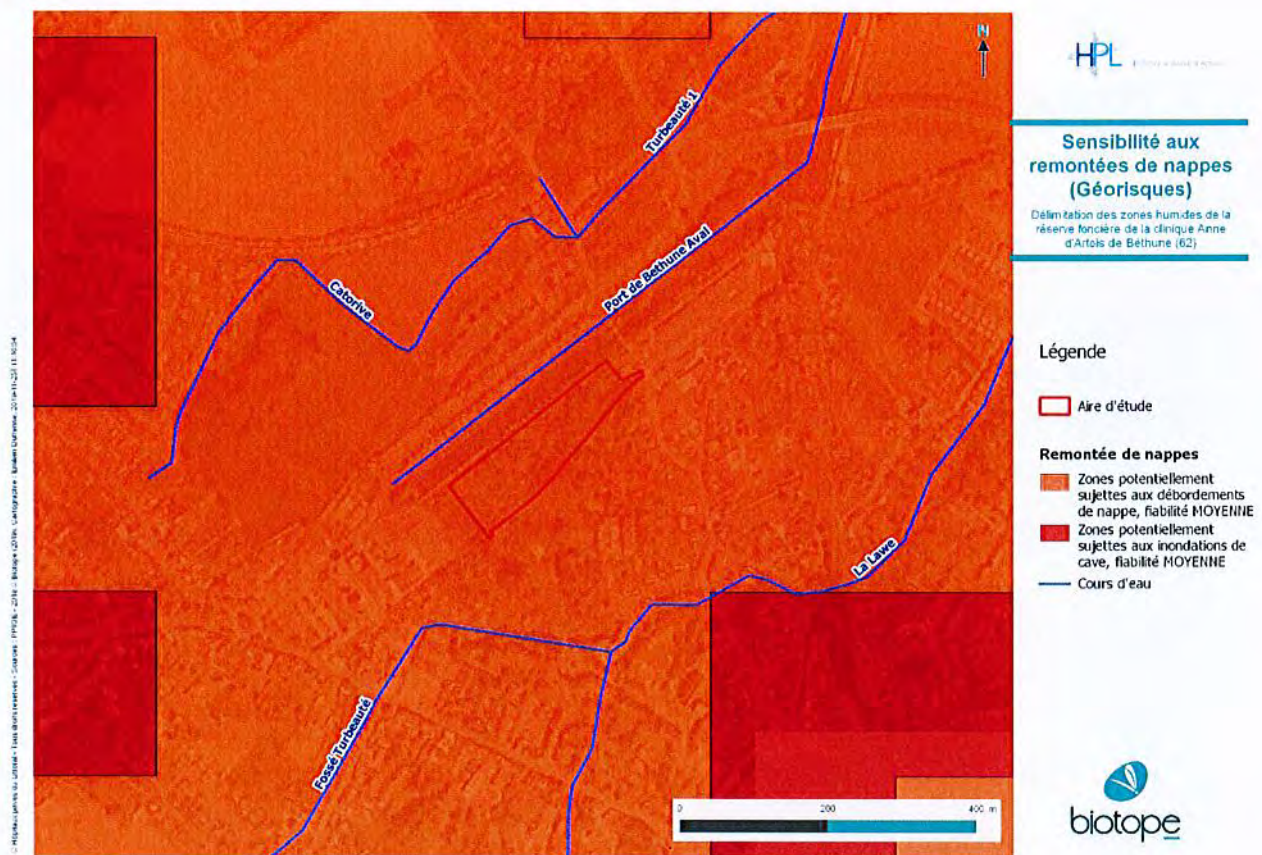 N
HPL
Sensibilité aux
remontées de nappes
(Géorisques)
Délimitation des zones humides de la
réserve foncière de la clinique Anne
d'Artois de Béthune (62)
Légende
Aire d'étude
Remontée de nappes
Zones potentiellement
sujettes aux débordements
de nappe, fiabilité MOYENNE
Zones potentiellement
sujettes aux inondations de
cave, fiabilité MOYENNE
Cours d'eau
biotope
Turbeauté 1
Catorive
Port de Bethune Aval
La Lawe
Fossé Turbeauté
0 200 400 m